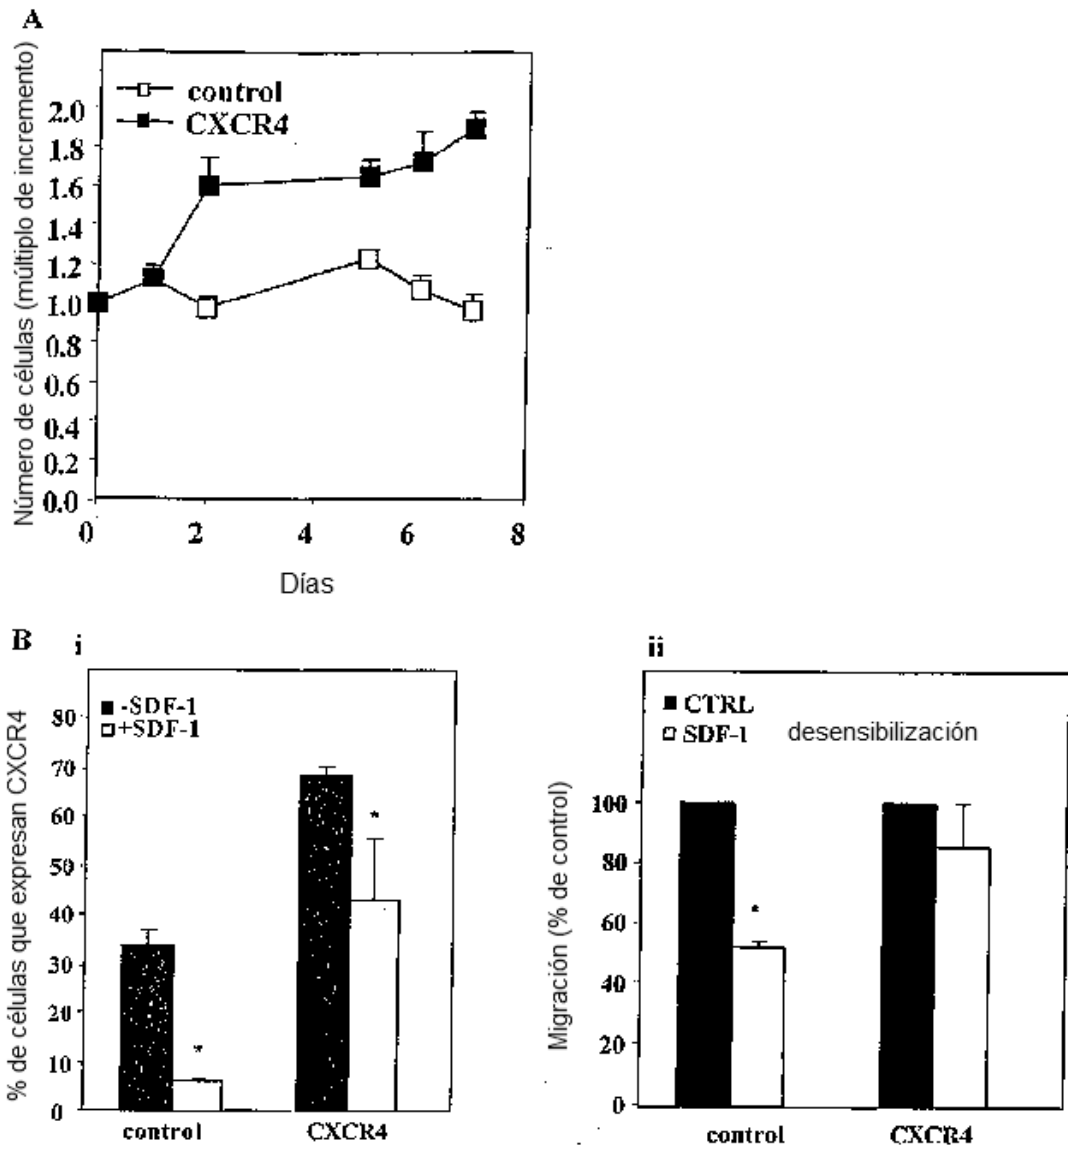 A
Número de células (múltiplo de incremento)
control
CXCR4
2.0
1.8
1.6
1.4
1.2
1.0
0.8
0.6
0.4
0.2
0.0
0 2 4 6 8
Días
B i
% de células que expresan CXCR4
-SDF-1
+SDF-1
80
70
60
50
40
30
20
10
0
*
*
control CXCR4
ii
Migración (% de control)
CTRL
SDF-1 desensibilización
100
80
60
40
20
0
*
control CXCR4